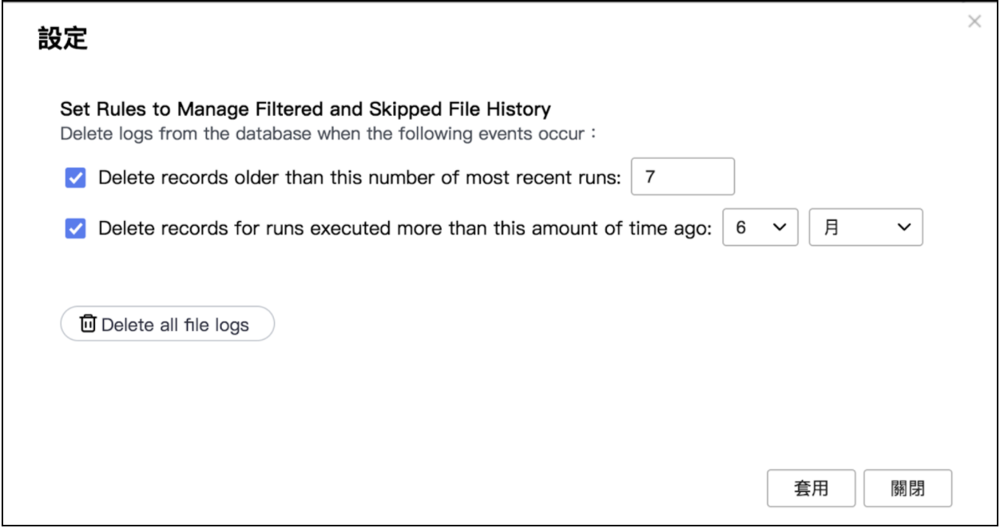 設定
Set Rules to Manage Filtered and Skipped File History
Delete logs from the database when the following events occur：
Delete records older than this number of most recent runs: 7
Delete records for runs executed more than this amount of time ago: 6 月
Delete all file logs
套用 關閉